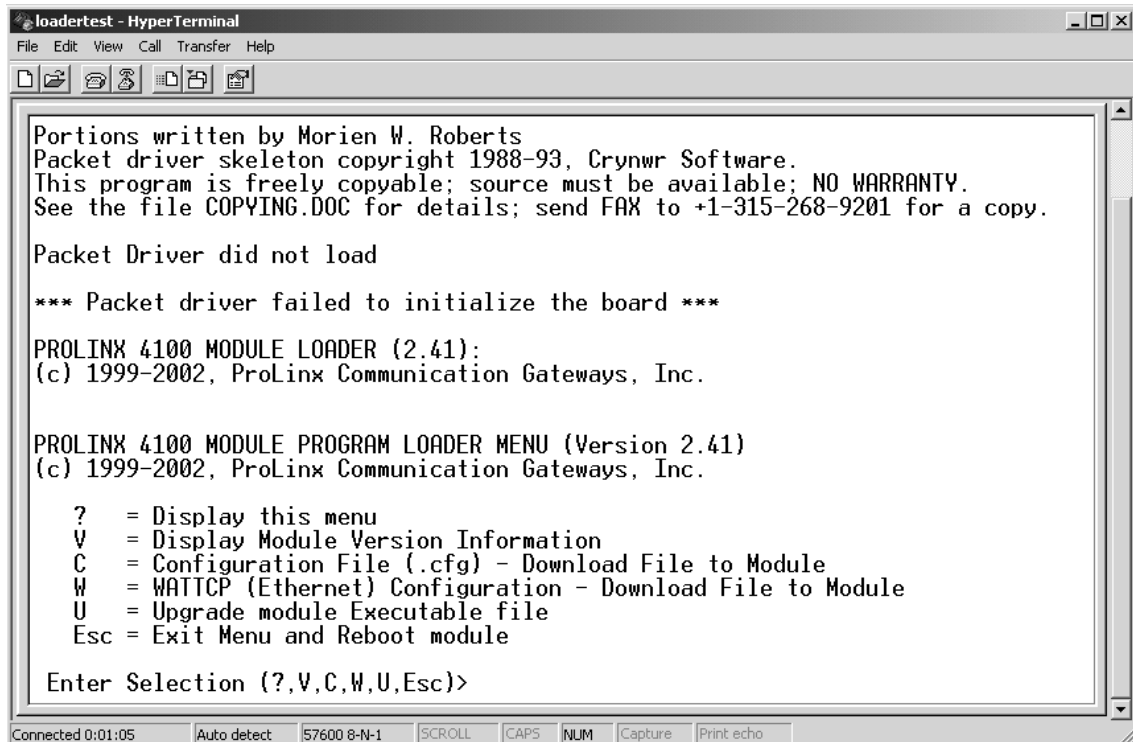 loadertest - HyperTerminal
File Edit View Call Transfer Help
Portions written by Morien W. Roberts
Packet driver skeleton copyright 1988-93, Crynwr Software.
This program is freely copyable; source must be available; NO WARRANTY.
See the file COPYING.DOC for details; send FAX to +1-315-268-9201 for a copy.
Packet Driver did not load
*** Packet driver failed to initialize the board ***
PROLINX 4100 MODULE LOADER (2.41):
(c) 1999-2002, ProLinx Communication Gateways, Inc.
PROLINX 4100 MODULE PROGRAM LOADER MENU (Version 2.41)
(c) 1999-2002, ProLinx Communication Gateways, Inc.
? = Display this menu
V = Display Module Version Information
C = Configuration File (.cfg) - Download File to Module
W = WATTCP (Ethernet) Configuration - Download File to Module
U = Upgrade module Executable file
Esc = Exit Menu and Reboot module
Enter Selection (?,V,C,W,U,Esc)>
Connected 0:01:05 Auto detect 57600 8-N-1 SCROLL CAPS NUM Capture Print echo